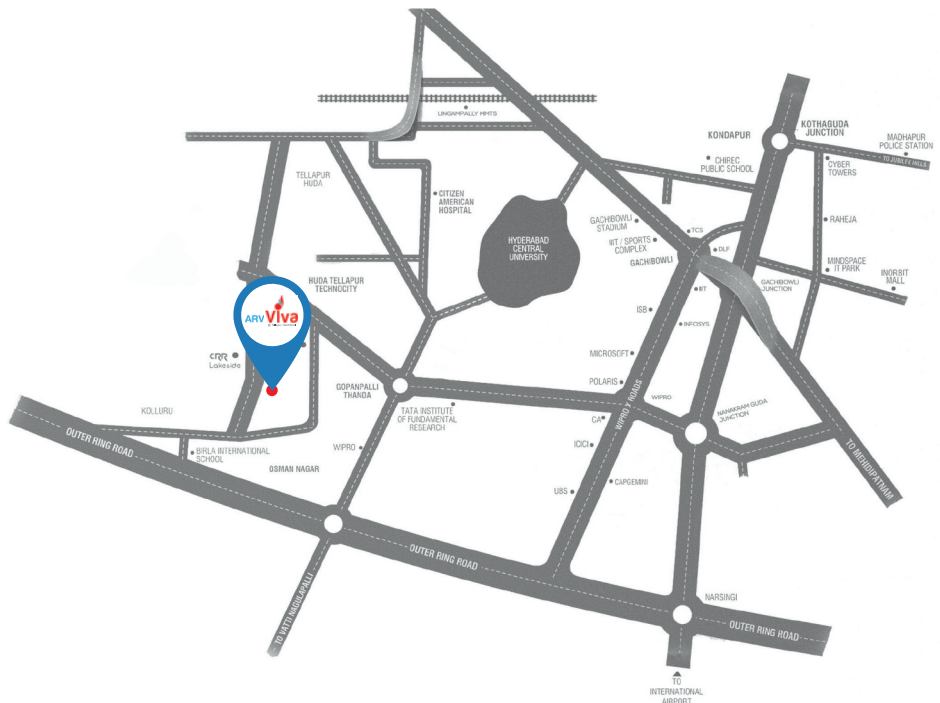 LINGAMPALLY MMTS
KOTHAGUDA
JUNCTION
KONDAPUR
MADHAPUR
POLICE STATION
TO JUBILEE HILLS
CHIREC
PUBLIC SCHOOL
CYBER
TOWERS
TELLAPUR
HUDA
CITIZEN
AMERICAN
HOSPITAL
RAHEJA
GACHIBOWLI
STADIUM
TCS
IIIT / SPORTS
COMPLEX
DLF
GACHIBOWLI
HYDERABAD
CENTRAL
UNIVERSITY
MINDSPACE
IT PARK
INORBIT
MALL
HUDA TELLAPUR
TECHNOCITY
GACHIBOWLI
JUNCTION
IIIT
ARV Viva
ISB
INFOSYS
CRR
Lakeside
MICROSOFT
POLARIS
GOPANPALLI
THANDA
WIPRO
KOLLURU
TATA INSTITUTE
OF FUNDAMENTAL
RESEARCH
CA
WIPRO X ROADS
NANAKRAM GUDA
JUNCTION
OUTER RING ROAD
WIPRO
ICICI
TO MEHIDIPATNAM
BIRLA INTERNATIONAL
SCHOOL
OSMAN NAGAR
UBS
CAPGEMINI
OUTER RING ROAD
TO VATTI NAGULAPALLI
NARSINGI
OUTER RING ROAD
TO
INTERNATIONAL
AIRPORT